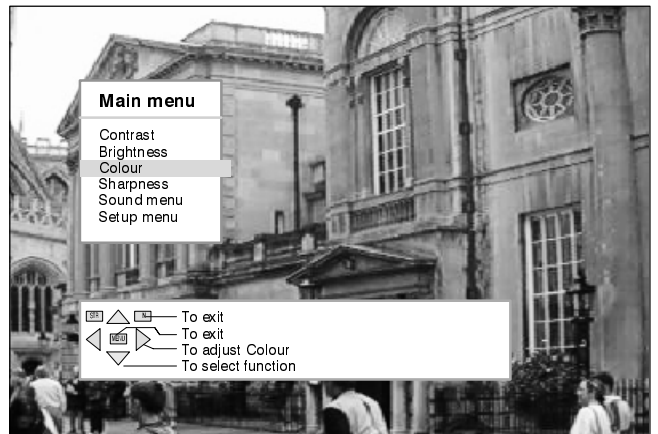 Main menu
Contrast
Brightness
Colour
Sharpness
Sound menu
Setup menu
STR
N
To exit
MENU
To exit
To adjust Colour
To select function